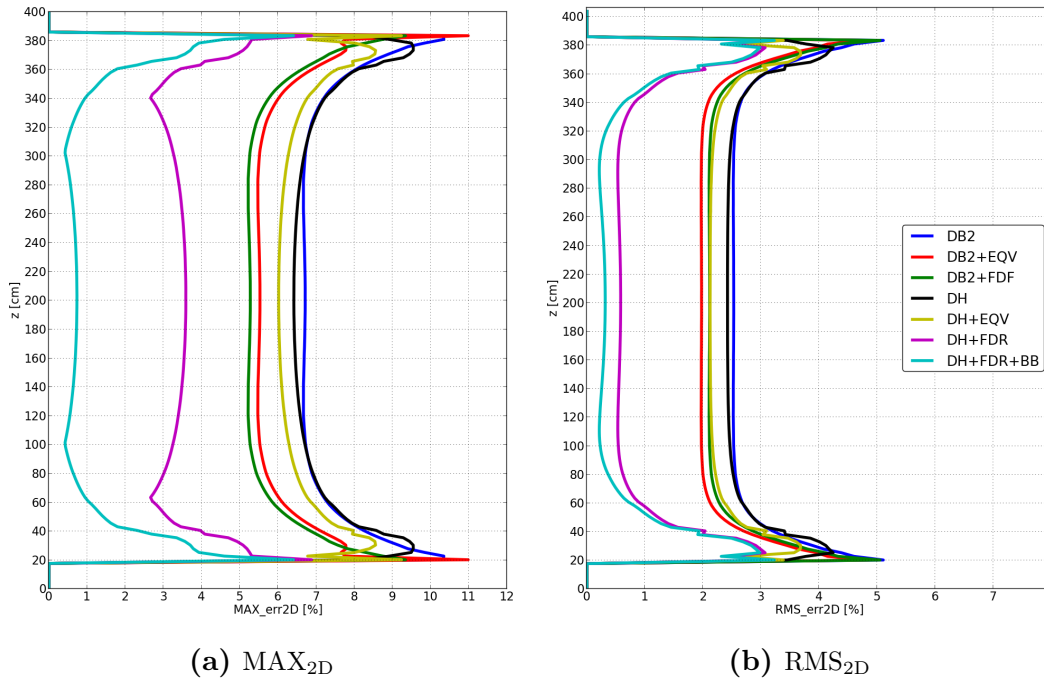 400
380
360
340
320
300
280
260
240
220
200
180
160
140
120
100
80
60
40
20
0
z [cm]
0 1 2 3 4 5 6 7 8 9 10 11 12
MAX_err2D [%]
(a) MAX2D
400
380
360
340
320
300
280
260
240
220
200
180
160
140
120
100
80
60
40
20
0
z [cm]
DB2
DB2+EQV
DB2+FDF
DH
DH+EQV
DH+FDR
DH+FDR+BB
0 1 2 3 4 5 6 7
RMS_err2D [%]
(b) RMS2D